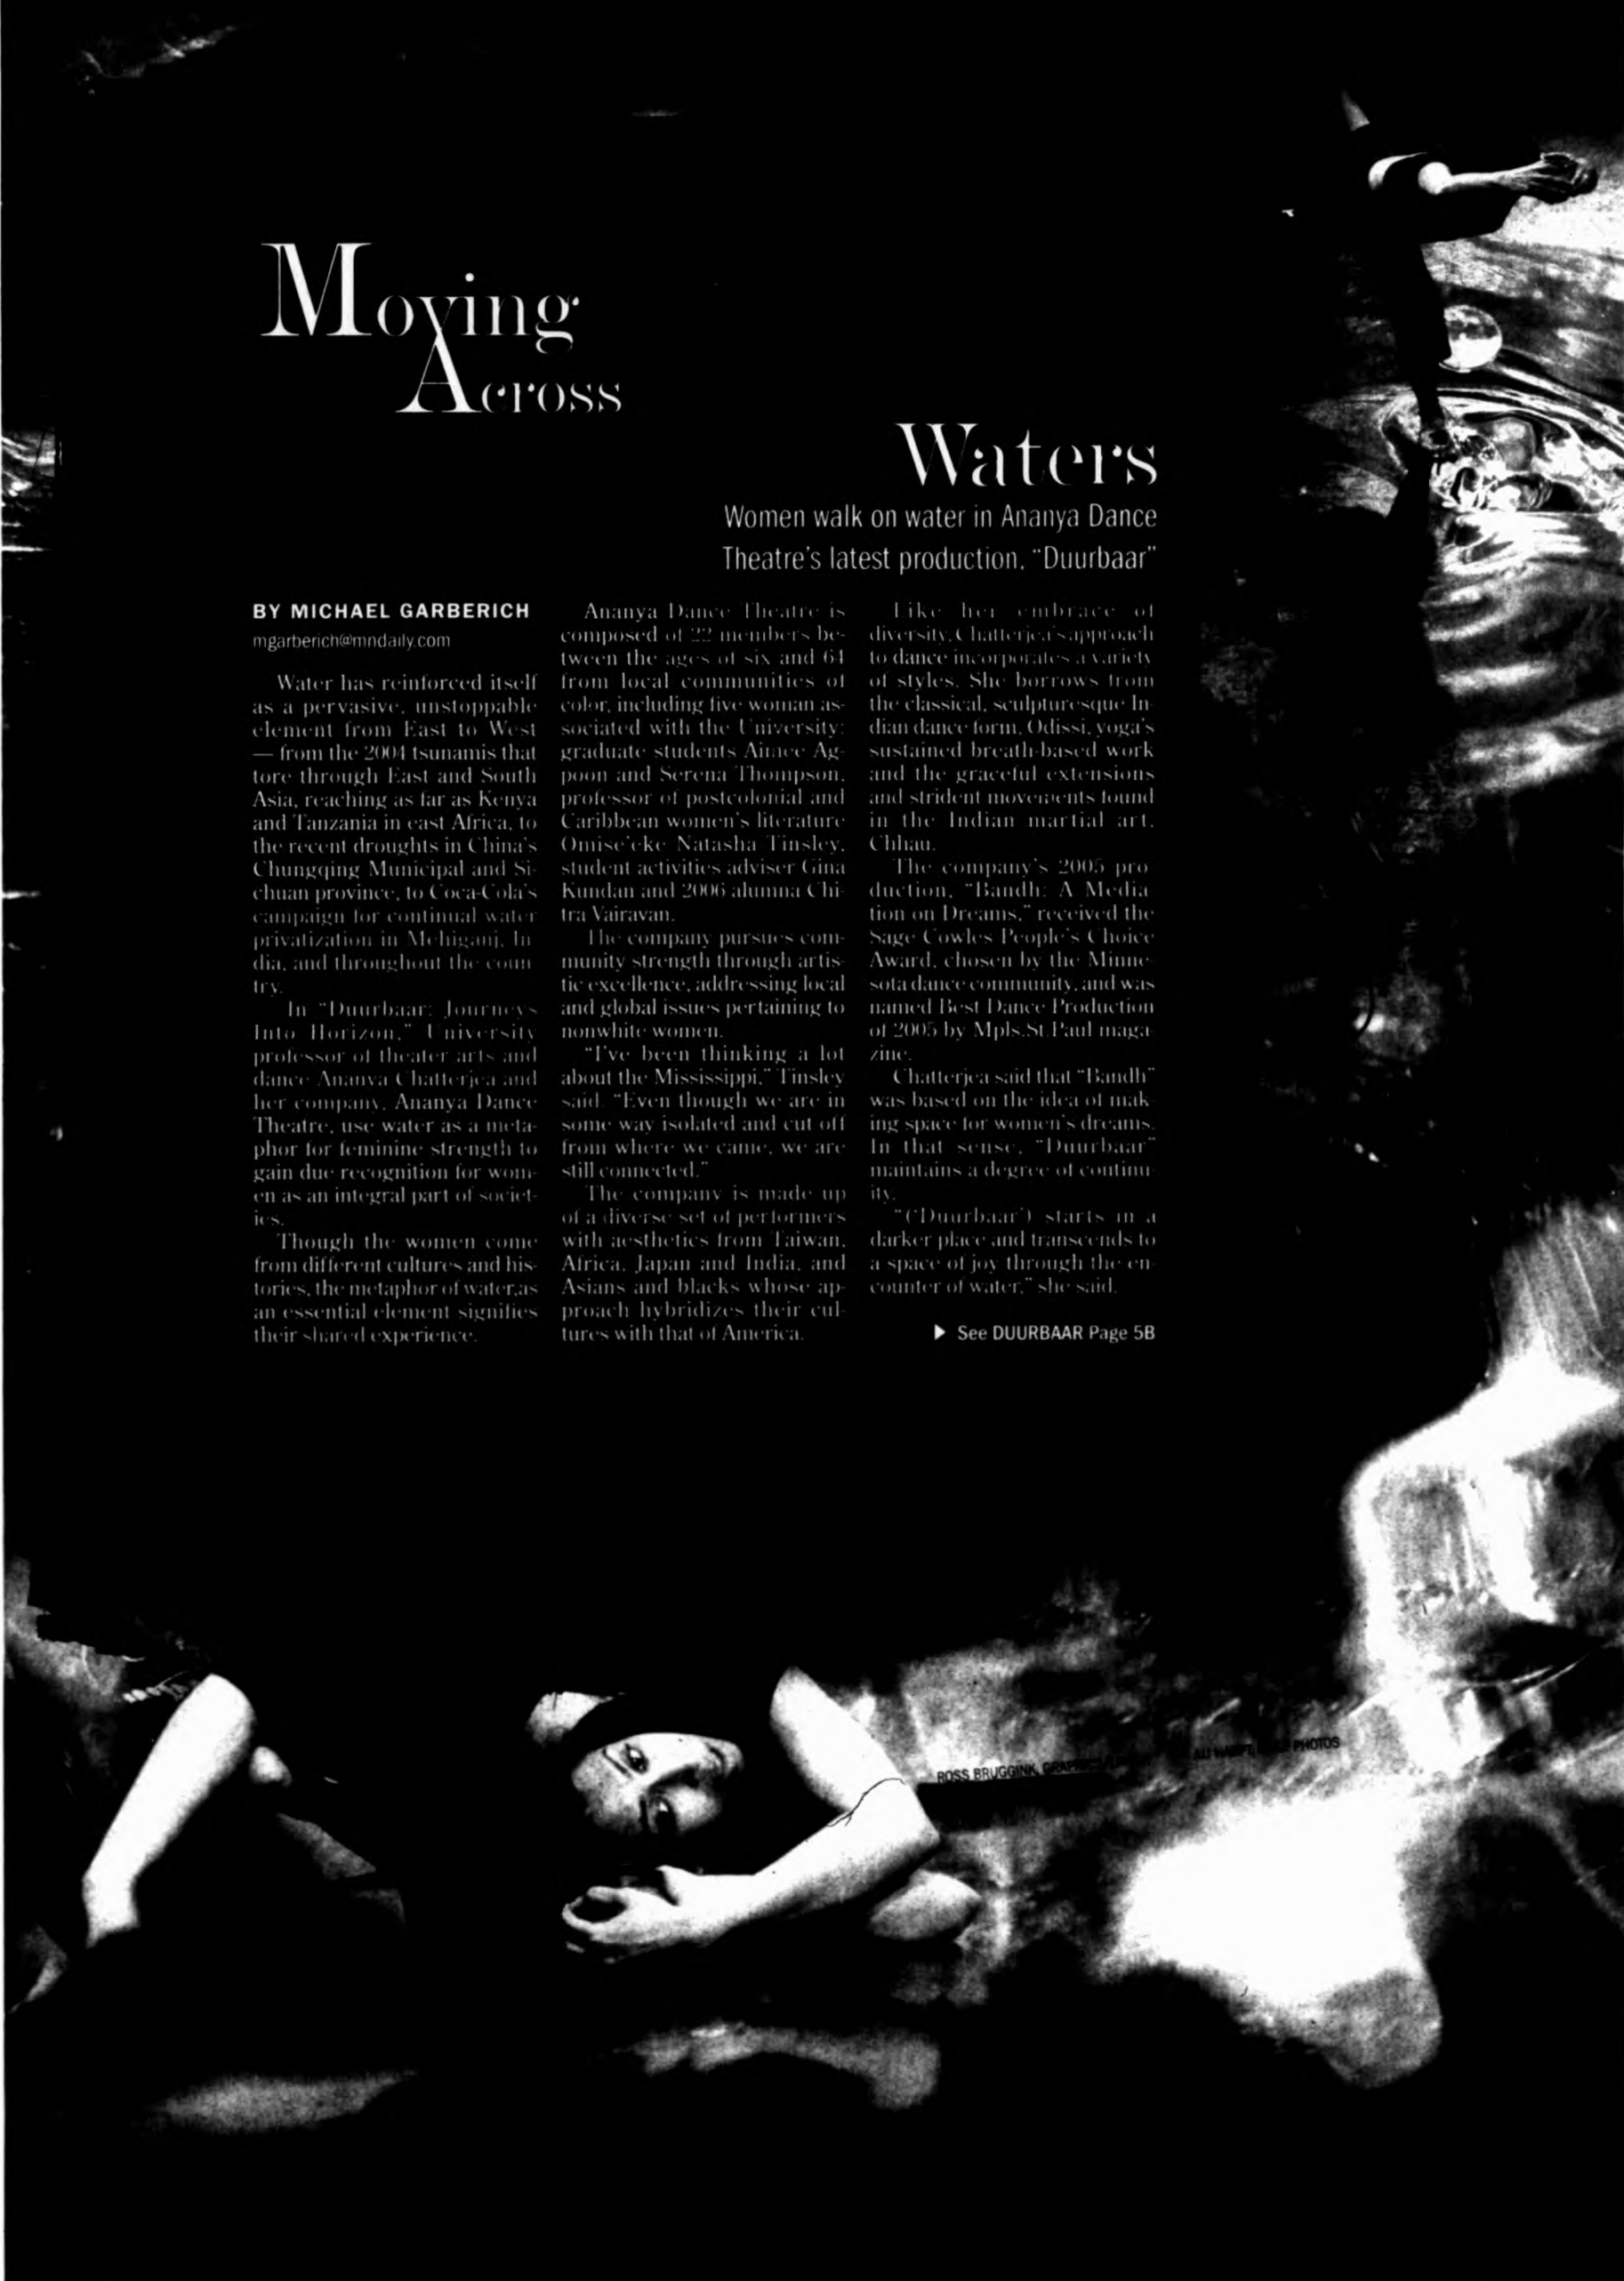 Moving
Across
Waters
Women walk on water in Ananya Dance
Theatre's latest production, "Duurbaar"
BY MICHAEL GARBERICH
mgarberich@mndaily.com
Water has reinforced itself
as a pervasive, unstoppable
element from East to West
— from the 2004 tsunamis that
tore through East and South
Asia, reaching as far as Kenya
and Tanzania in east Africa, to
the recent droughts in China's
Chungqing Municipal and Si-
chuan province, to Coca-Cola's
campaign for continual water
privatization in Mehiganj, In
dia, and throughout the coun
try.
In "Duurbaar: Journeys
Into Horizon," University
professor of theater arts and
dance Ananya Chatterjea and
her company, Ananya Dance
Theatre, use water as a meta-
phor for feminine strength to
gain due recognition for wom-
en as an integral part of societ-
ies.
Though the women come
from different cultures and his-
tories, the metaphor of water,as
an essential element signifies
their shared experience.
Ananya Dance Theatre is
composed of 22 members be-
tween the ages of six and 64
from local communities of
color, including five woman as-
sociated with the University:
graduate students Aimee Ag-
poon and Serena Thompson,
professor of postcolonial and
Caribbean women's literature
Omise'eke Natasha Tinsley,
student activities adviser Gina
Kundan and 2006 alumna Chi-
tra Vairavan.
The company pursues com-
munity strength through artis-
tic excellence, addressing local
and global issues pertaining to
nonwhite women.
"I've been thinking a lot
about the Mississippi," Tinsley
said. "Even though we are in
some way isolated and cut off
from where we came, we are
still connected."
The company is made up
of a diverse set of performers
with aesthetics from Taiwan,
Africa, Japan and India, and
Asians and blacks whose ap-
proach hybridizes their cul-
tures with that of America.
Like her embrace of
diversity, Chatterjea's approach
to dance incorporates a variety
of styles. She borrows from
the classical, sculpturesque In-
dian dance form, Odissi, yoga's
sustained breath-based work
and the graceful extensions
and strident movements found
in the Indian martial art,
Chhau.
The company's 2005 pro
duction, "Bandh: A Media
tion on Dreams," received the
Sage Cowles People's Choice
Award, chosen by the Minne-
sota dance community, and was
named Best Dance Production
of 2005 by Mpls.St.Paul maga-
zine.
Chatterjea said that "Bandh"
was based on the idea of mak-
ing space for women's dreams.
In that sense, "Duurbaar"
maintains a degree of continu-
ity.
"('Duurbaar') starts in a
darker place and transcends to
a space of joy through the en-
counter of water," she said.
▶ See DUURBAAR Page 5B
ROSS BRUGGINK, PHOTOS